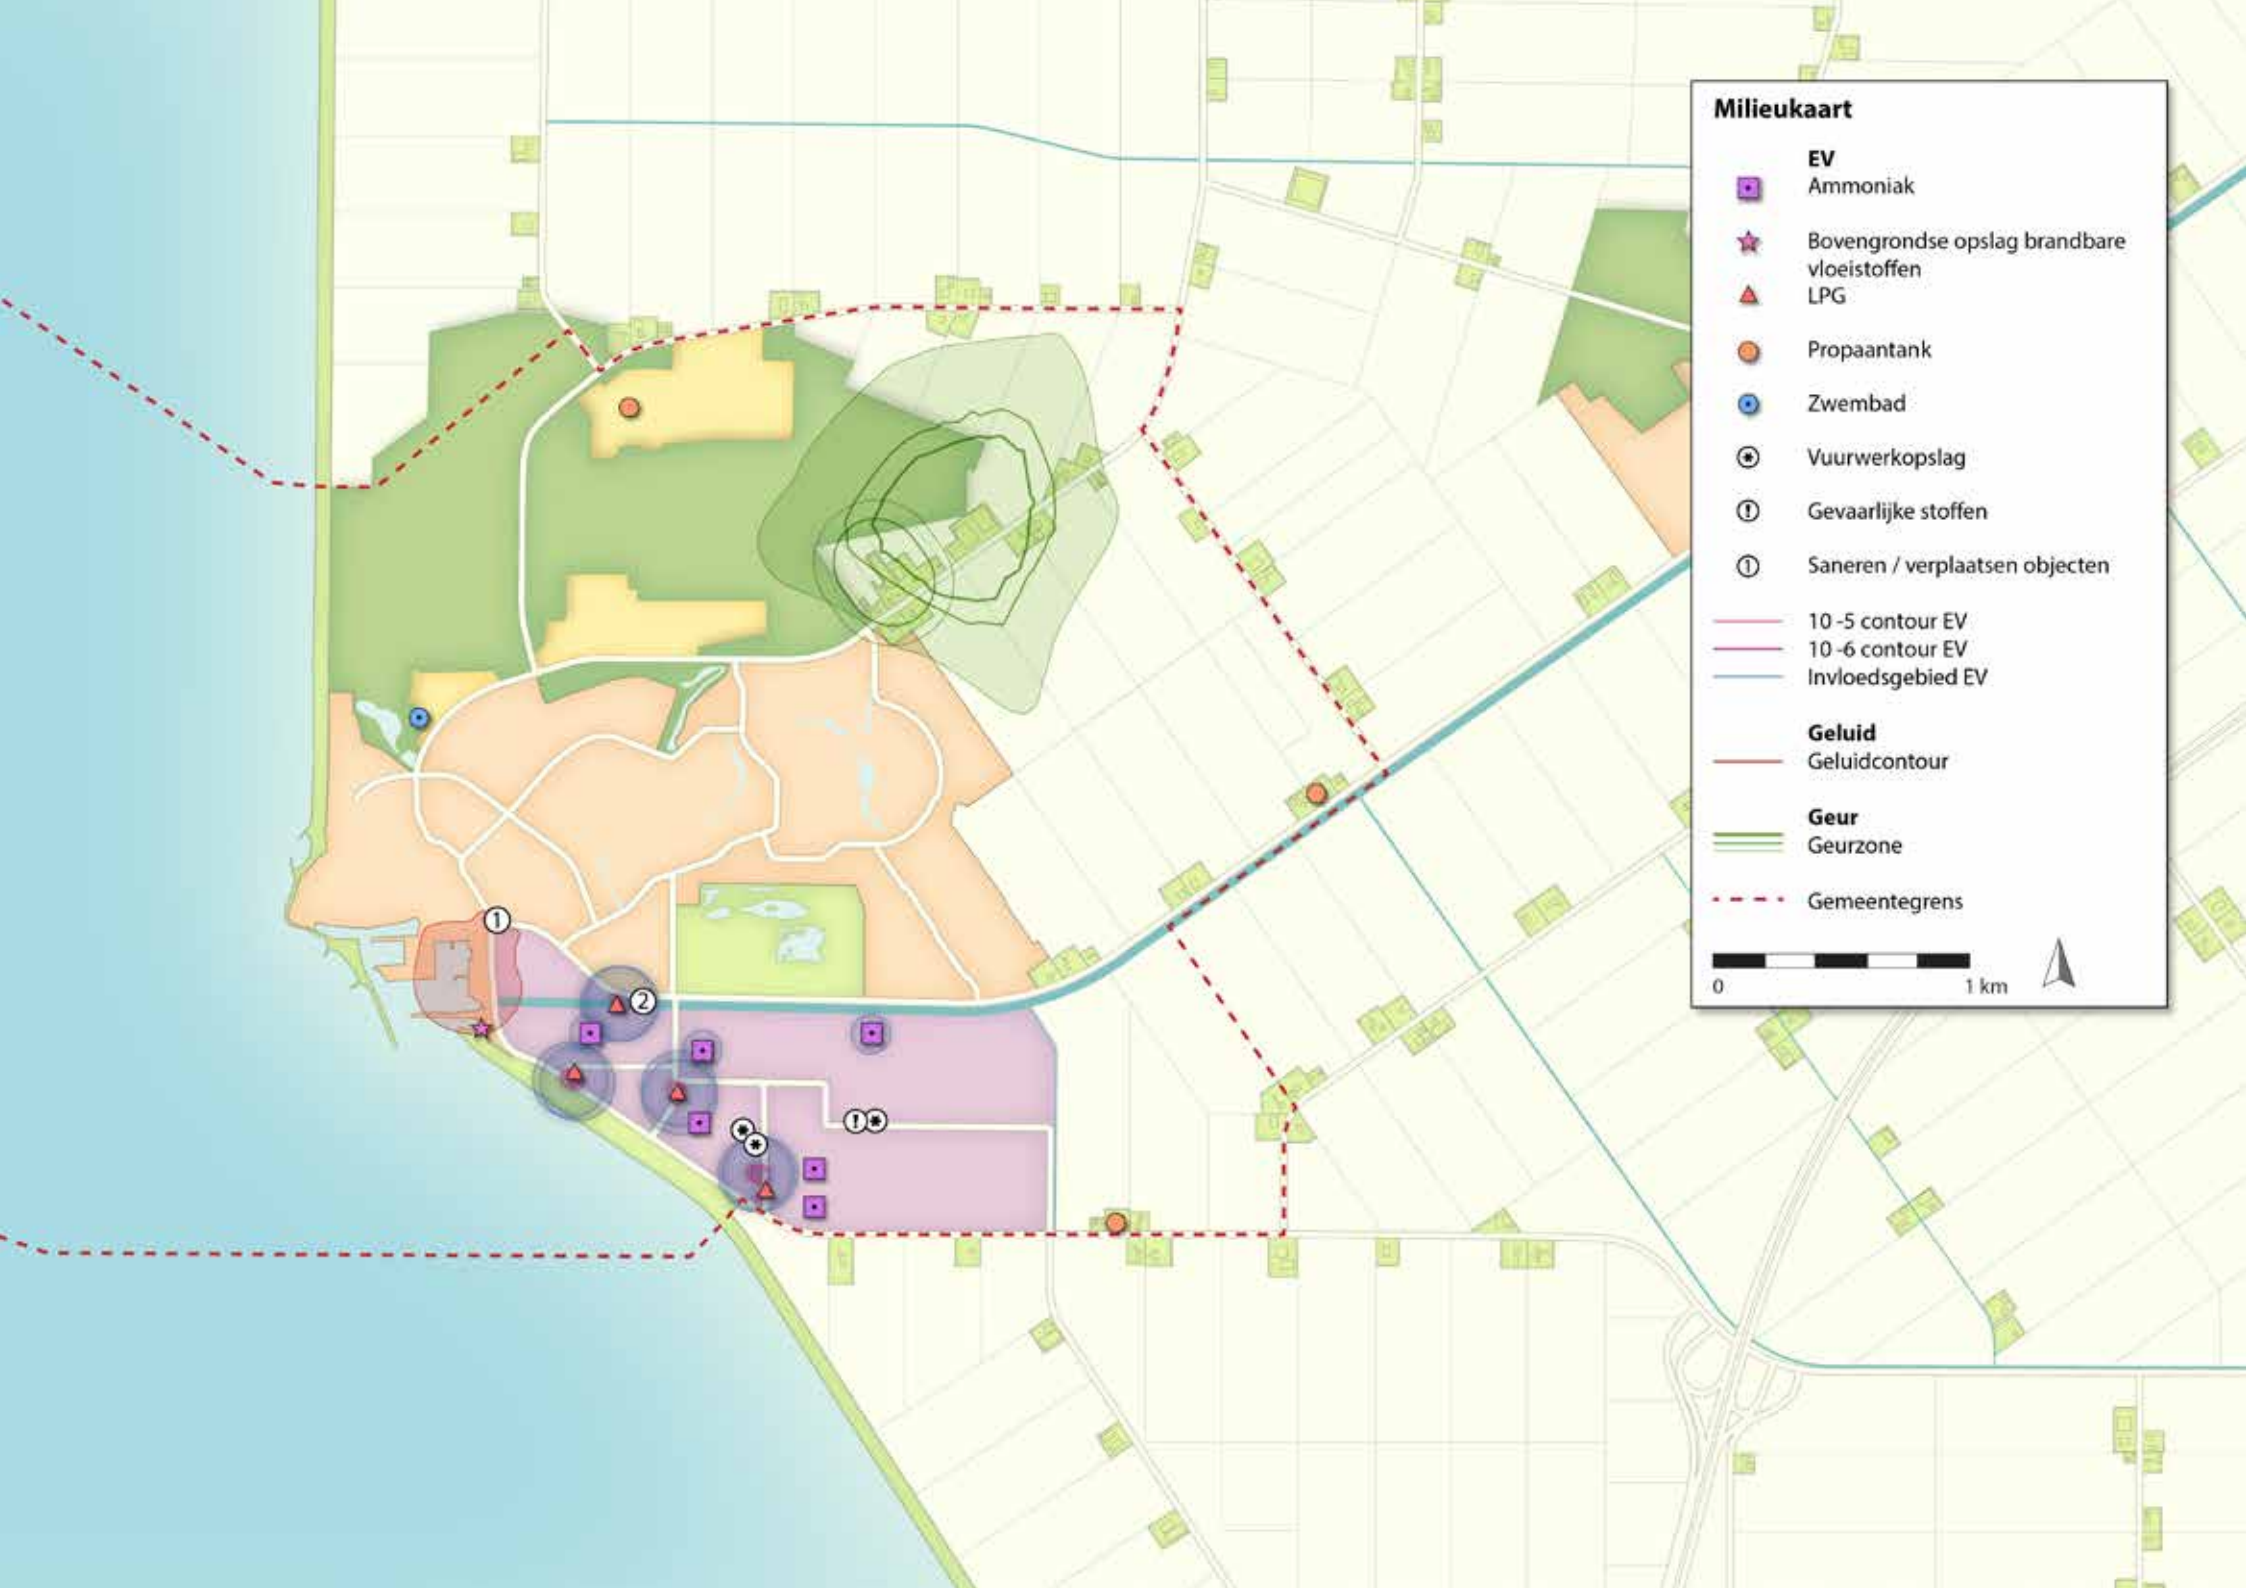 Milieukaart
EV
Ammoniak
Bovengrondse opslag brandbare
vloeistoffen
LPG
Propaantank
Zwembad
Vuurwerkopslag
! Gevaarlijke stoffen
1 Saneren / verplaatsen objecten
10 -5 contour EV
10 -6 contour EV
Invloedsgebied EV
Geluid
Geluidcontour
Geur
Geurzone
Gemeentegrens
0 1 km
1
2
!